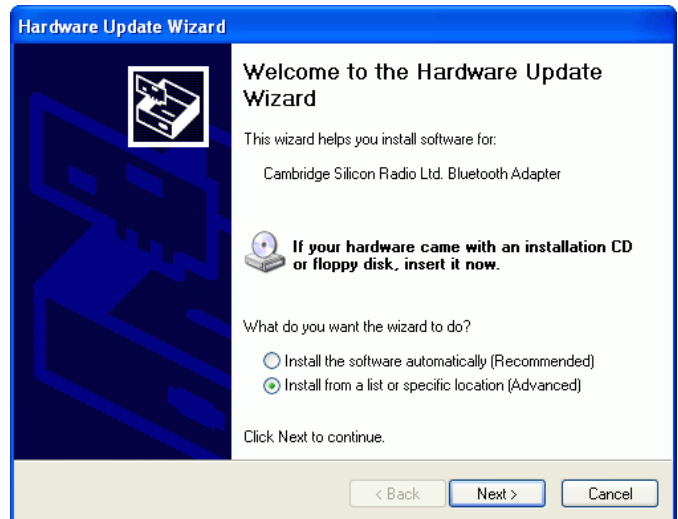 Hardware Update Wizard
Welcome to the Hardware Update
Wizard
This wizard helps you install software for:
Cambridge Silicon Radio Ltd. Bluetooth Adapter
If your hardware came with an installation CD
or floppy disk, insert it now.
What do you want the wizard to do?
Install the software automatically (Recommended)
Install from a list or specific location (Advanced)
Click Next to continue.
< Back Next > Cancel